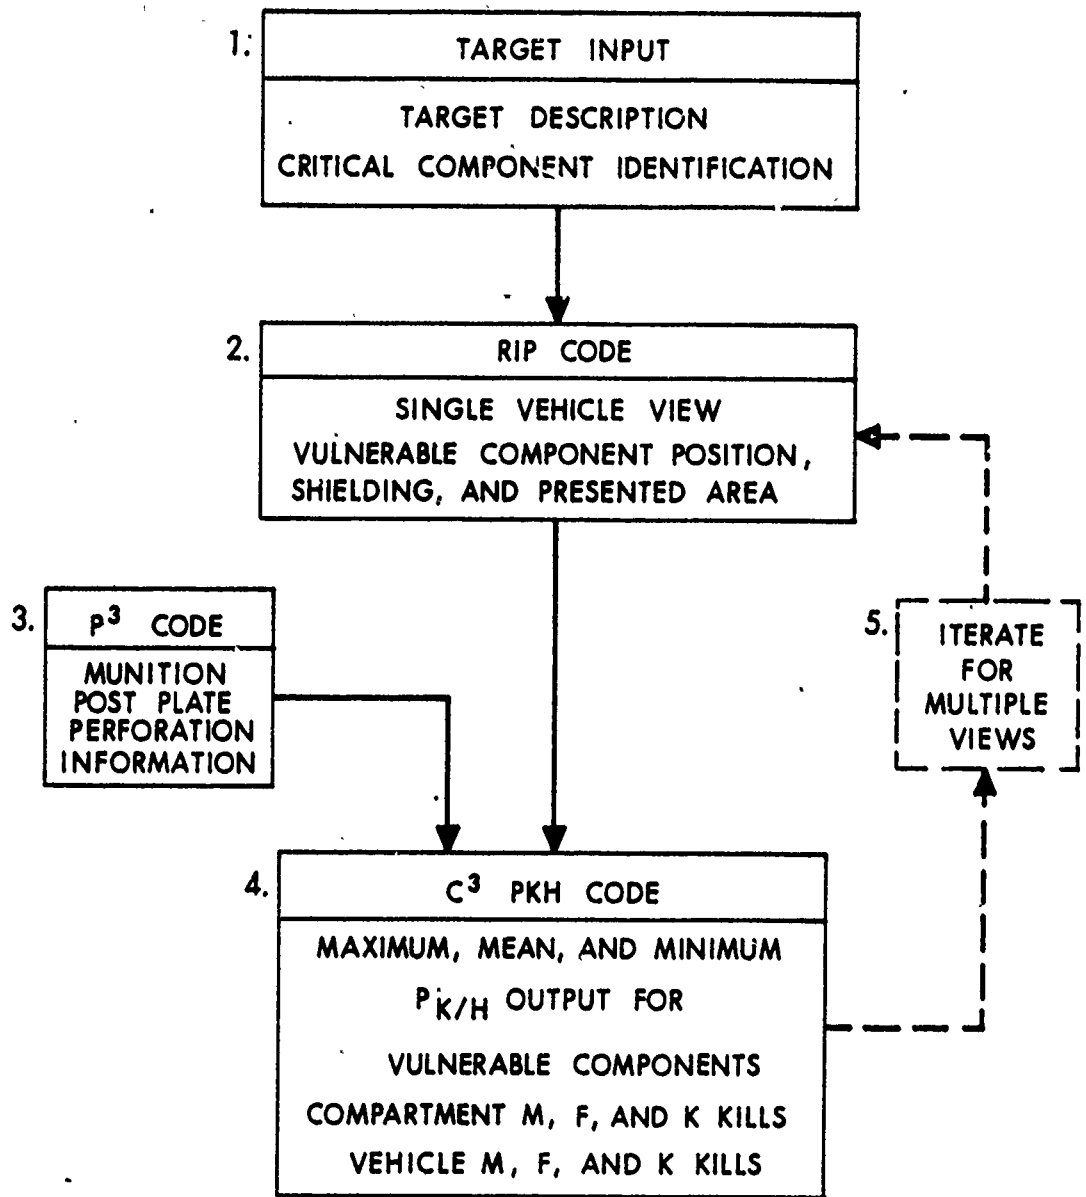 1. TARGET INPUT
TARGET DESCRIPTION
CRITICAL COMPONENT IDENTIFICATION
2. RIP CODE
SINGLE VEHICLE VIEW
VULNERABLE COMPONENT POSITION,
SHIELDING, AND PRESENTED AREA
3. P³ CODE
MUNITION
POST PLATE
PERFORATION
INFORMATION
5. ITERATE
FOR
MULTIPLE
VIEWS
4. C³ PKH CODE
MAXIMUM, MEAN, AND MINIMUM
P K/H OUTPUT FOR
VULNERABLE COMPONENTS
COMPARTMENT M, F, AND K KILLS
VEHICLE M, F, AND K KILLS